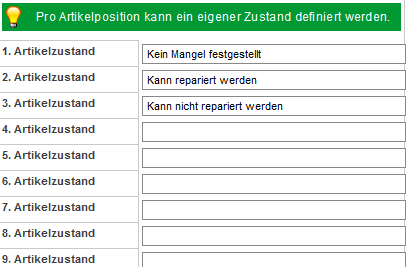 Pro Artikelposition kann ein eigener Zustand definiert werden.
1. Artikelzustand Kein Mangel festgestellt
2. Artikelzustand Kann repariert werden
3. Artikelzustand Kann nicht repariert werden
4. Artikelzustand
5. Artikelzustand
6. Artikelzustand
7. Artikelzustand
8. Artikelzustand
9. Artikelzustand